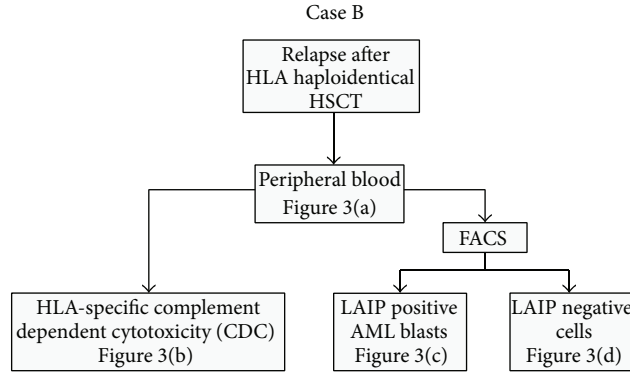 Case B
Relapse after
HLA haploidentical
HSCT
Peripheral blood
Figure 3(a)
FACS
HLA-specific complement
dependent cytotoxicity (CDC)
Figure 3(b)
LAIP positive
AML blasts
Figure 3(c)
LAIP negative
cells
Figure 3(d)